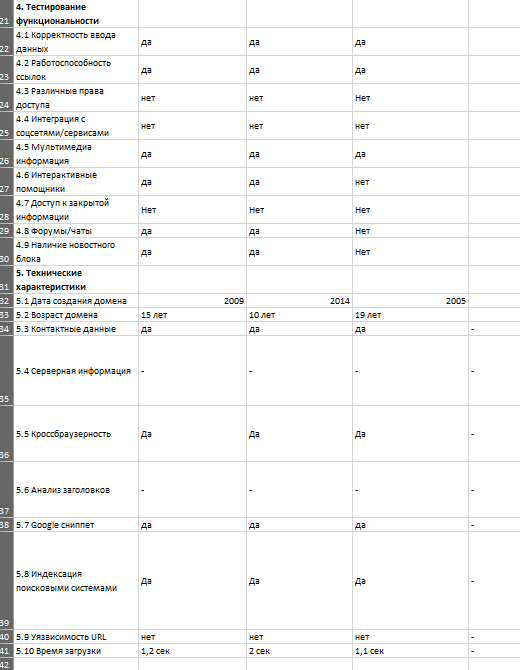 21 4. Тестирование
функциональности
22 4.1 Корректность ввода
данных да да да
23 4.2 Работоспособность
ссылок да да да
24 4.3 Различные права
доступа нет нет Нет
25 4.4 Интеграция с
соцсетями/сервисами нет нет нет
26 4.5 Мультимедиа
информация да да да
27 4.6 Интерактивные
помощники да да нет
28 4.7 Доступ к закрытой
информации Нет Нет Нет
29 4.8 Форумы/чаты да да Нет
30 4.9 Наличие новостного
блока да да Нет
31 5. Технические
характеристики
32 5.1 Дата создания домена 2009 2014 2005
33 5.2 Возраст домена 15 лет 10 лет 19 лет
34 5.3 Контактные данные да да да -
35 5.4 Серверная информация - - - -
36 5.5 Кроссбраузерность Да Да Да -
37 5.6 Анализ заголовков - - - -
38 5.7 Google сниппет да да да -
39 5.8 Индексация
поисковыми системами Да Да Да -
40 5.9 Уязвисимость URL нет нет нет -
41 5.10 Время загрузки 1,2 сек 2 сек 1,1 сек -
42